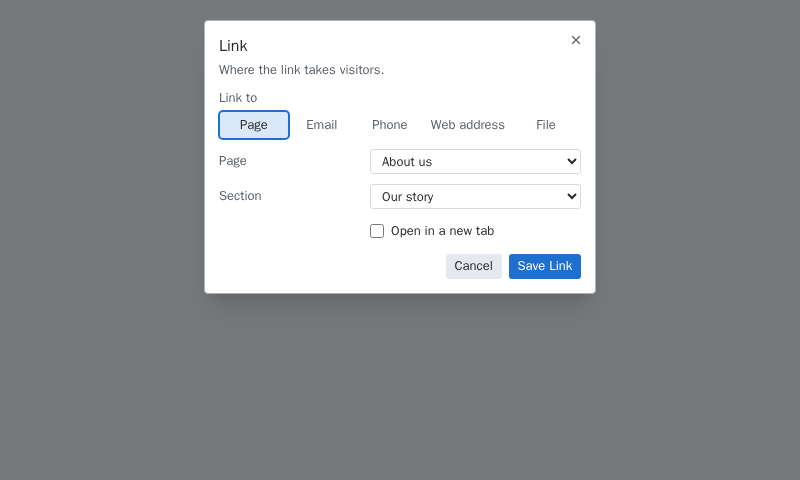 Link
×
Where the link takes visitors.
Link to
Page Email Phone Web address File
Page About us
Section Our story
Open in a new tab
Cancel Save Link